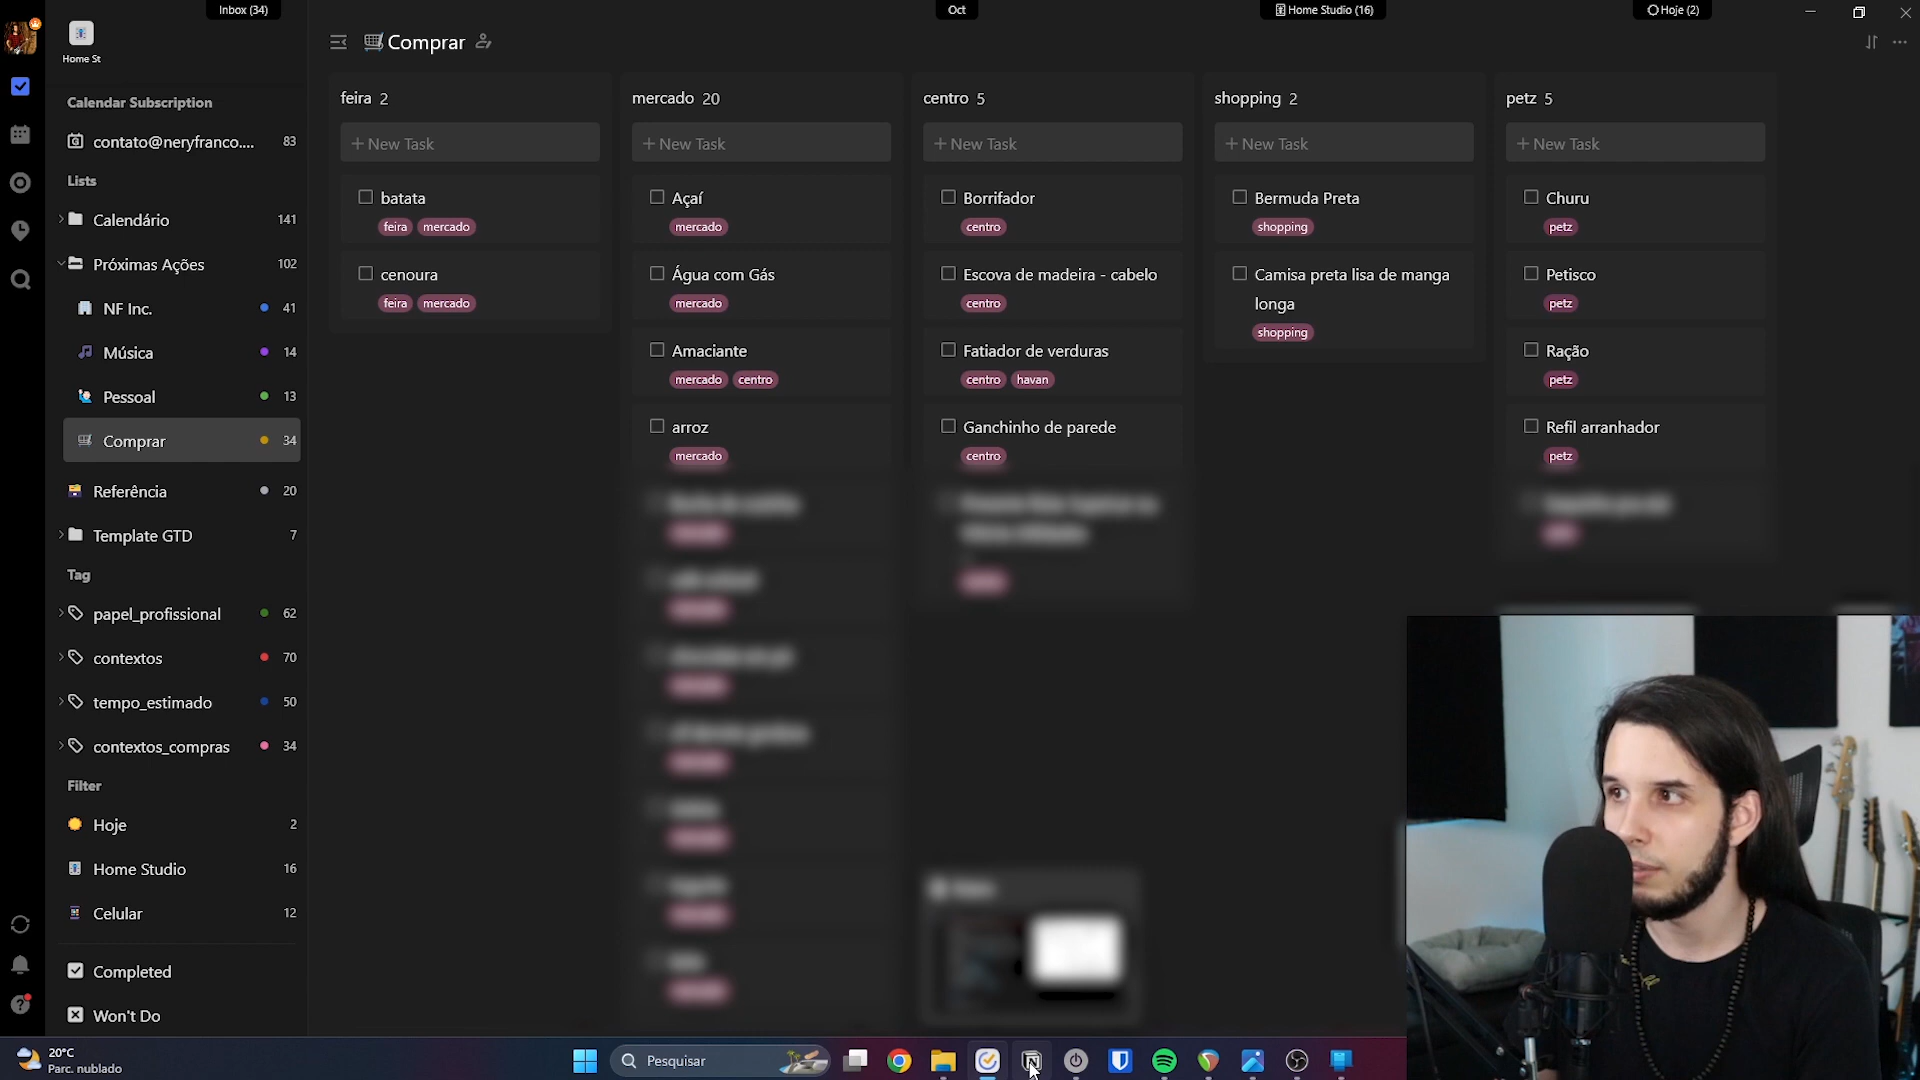 Inbox (34)
Oct
Home Studio (16)
Hoje (2)
Home St
Comprar
Calendar Subscription
contato@neryfranco.... 83
Lists
Calendário 141
Próximas Ações 102
NF Inc. 41
Música 14
Pessoal 13
Comprar 34
Referência 20
Template GTD 7
Tag
papel_profissional 62
contextos 70
tempo_estimado 50
contextos_compras 34
Filter
Hoje 2
Home Studio 16
Celular 12
Completed
Won't Do
feira 2
+ New Task
batata
feira mercado
cenoura
feira mercado
mercado 20
+ New Task
Açaí
mercado
Água com Gás
mercado
Amaciante
mercado centro
arroz
mercado
centro 5
+ New Task
Borrifador
centro
Escova de madeira - cabelo
centro
Fatiador de verduras
centro havan
Ganchinho de parede
centro
shopping 2
+ New Task
Bermuda Preta
shopping
Camisa preta lisa de manga
longa
shopping
petz 5
+ New Task
Churu
petz
Petisco
petz
Ração
petz
Refil arranhador
petz
20°C
Parc. nublado
Pesquisar